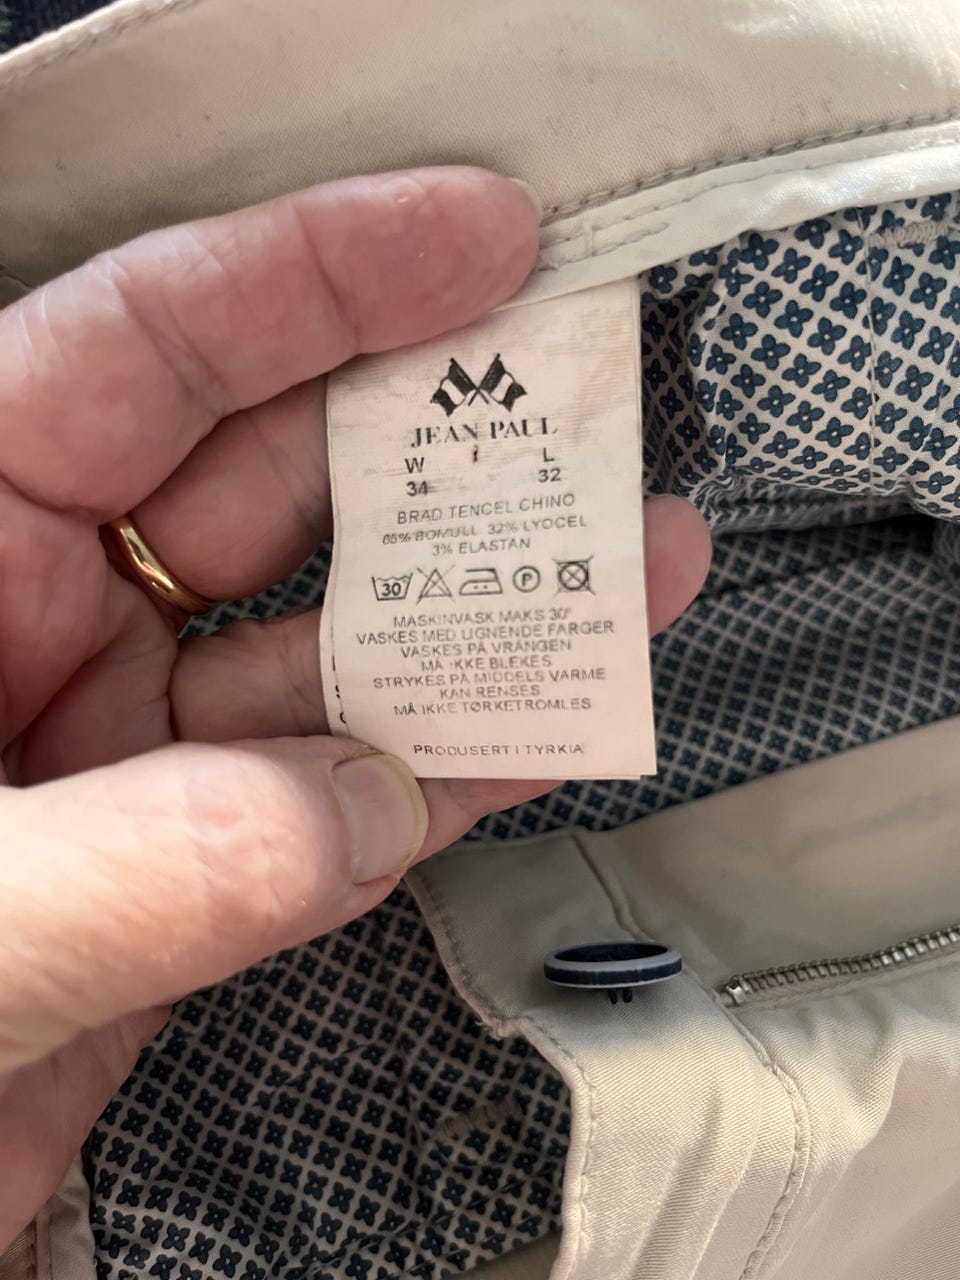 JEAN PAUL
W L
34 32
BRAD TENCEL CHINO
65% BOMULL 32% LYOCEL
3% ELASTAN
30 P
MASKINVASK MAKS 30°
VASKES MED LIGNENDE FARGER
VASKES PÅ VRANGEN
MÅ IKKE BLEKES
STRYKES PÅ MIDDELS VARME
KAN RENSES
MÅ IKKE TØRKETROMLES
PRODUSERT I TYRKIA